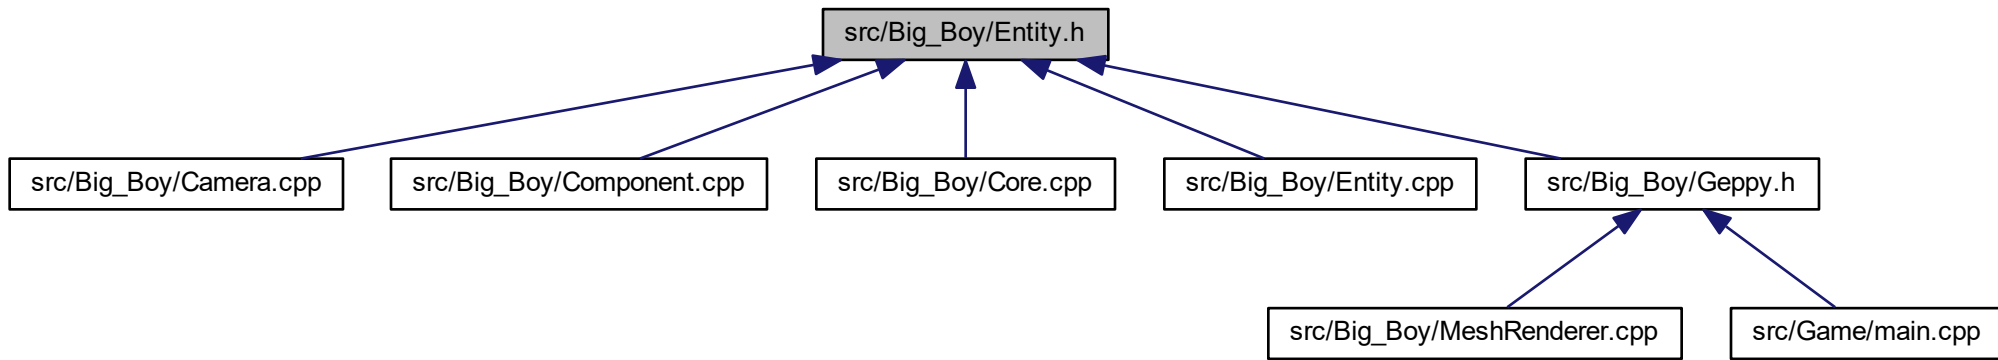 src/Big_Boy/Entity.h
src/Big_Boy/Camera.cpp
src/Big_Boy/Component.cpp
src/Big_Boy/Core.cpp
src/Big_Boy/Entity.cpp
src/Big_Boy/Geppy.h
src/Big_Boy/MeshRenderer.cpp
src/Game/main.cpp